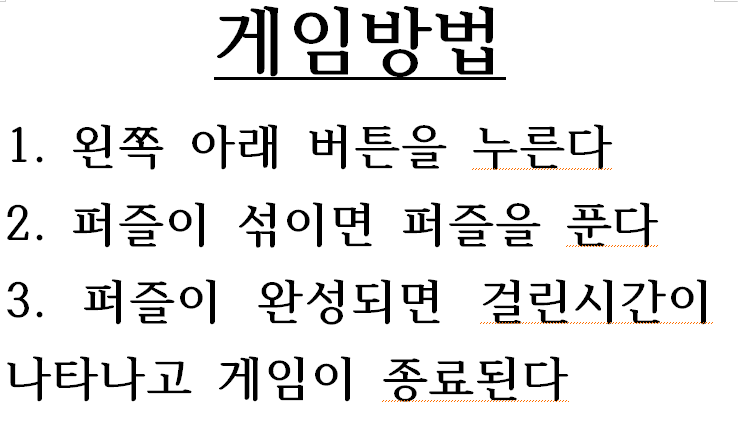 게임방법
1. 왼쪽 아래 버튼을 누른다
2. 퍼즐이 섞이면 퍼즐을 푼다
3. 퍼즐이 완성되면 걸린시간이
나타나고 게임이 종료된다